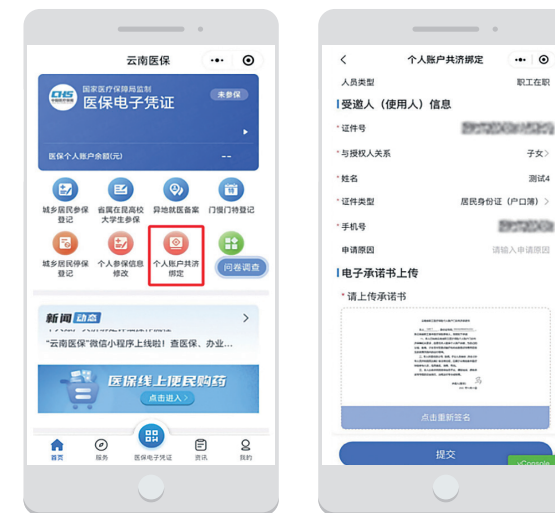 云南医保
国家医疗保障局监制
CHS
医保电子凭证
未参保
医保个人账户余额(元)
--
城乡居民参保登记
省属在昆高校大学生参保
异地就医备案
门慢门特登记
城乡居民停保登记
个人参保信息修改
个人账户共济绑定
问卷调查
新闻动态
“云南医保”微信小程序上线啦！查医保、办业...
医保线上便民购药
点击进入
首页
服务
医保电子凭证
资讯
我的
个人账户共济绑定
人员类型 职工在职
受邀人（使用人）信息
*证件号
*与授权人关系 子女
*姓名 测试4
*证件类型 居民身份证（户口簿）
*手机号
申请原因 请输入申请原因
电子承诺书上传
*请上传承诺书
点击重新签名
提交
vConsole